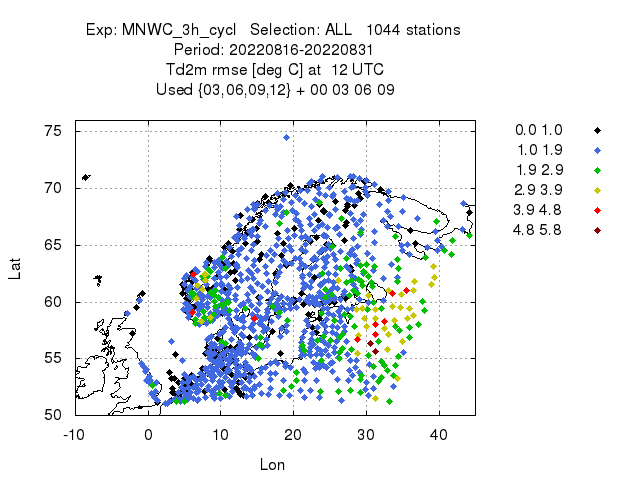 Exp: MNWC_3h_cycl   Selection: ALL   1044 stations
Period: 20220816-20220831
Td2m rmse [deg C] at  12 UTC
Used {03,06,09,12} + 00 03 06 09
0.0 1.0
1.0 1.9
1.9 2.9
2.9 3.9
3.9 4.8
4.8 5.8
75
70
65
60
55
50
Lat
-10 0 10 20 30 40
Lon